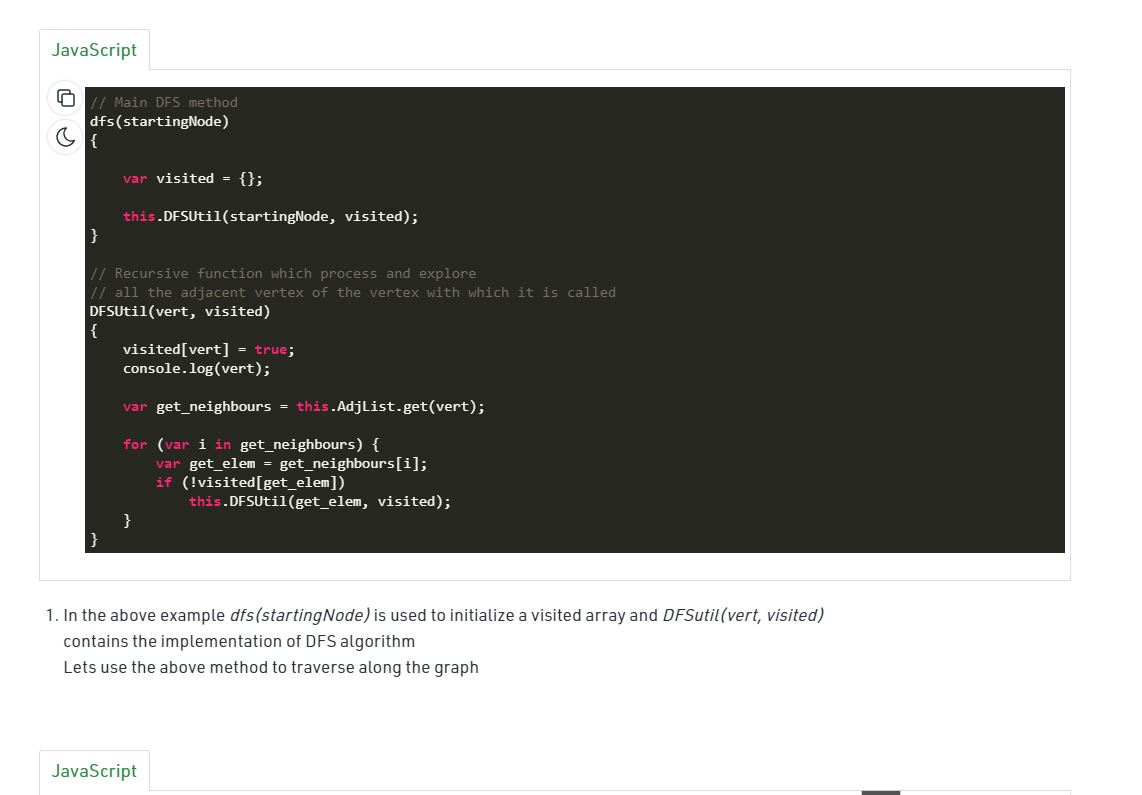 JavaScript
// Main DFS method
dfs(startingNode)
{
var visited = {};
this.DFSUtil(startingNode, visited);
}
// Recursive function which process and explore
// all the adjacent vertex of the vertex with which it is called
DFSUtil(vert, visited)
{
visited[vert] = true;
console.log(vert);
var get_neighbours = this.AdjList.get(vert);
for (var i in get_neighbours) {
var get_elem = get_neighbours[i];
if (!visited[get_elem])
this.DFSUtil(get_elem, visited);
}
}
1. In the above example dfs(startingNode) is used to initialize a visited array and DFSutil(vert, visited)
contains the implementation of DFS algorithm
Lets use the above method to traverse along the graph
JavaScript